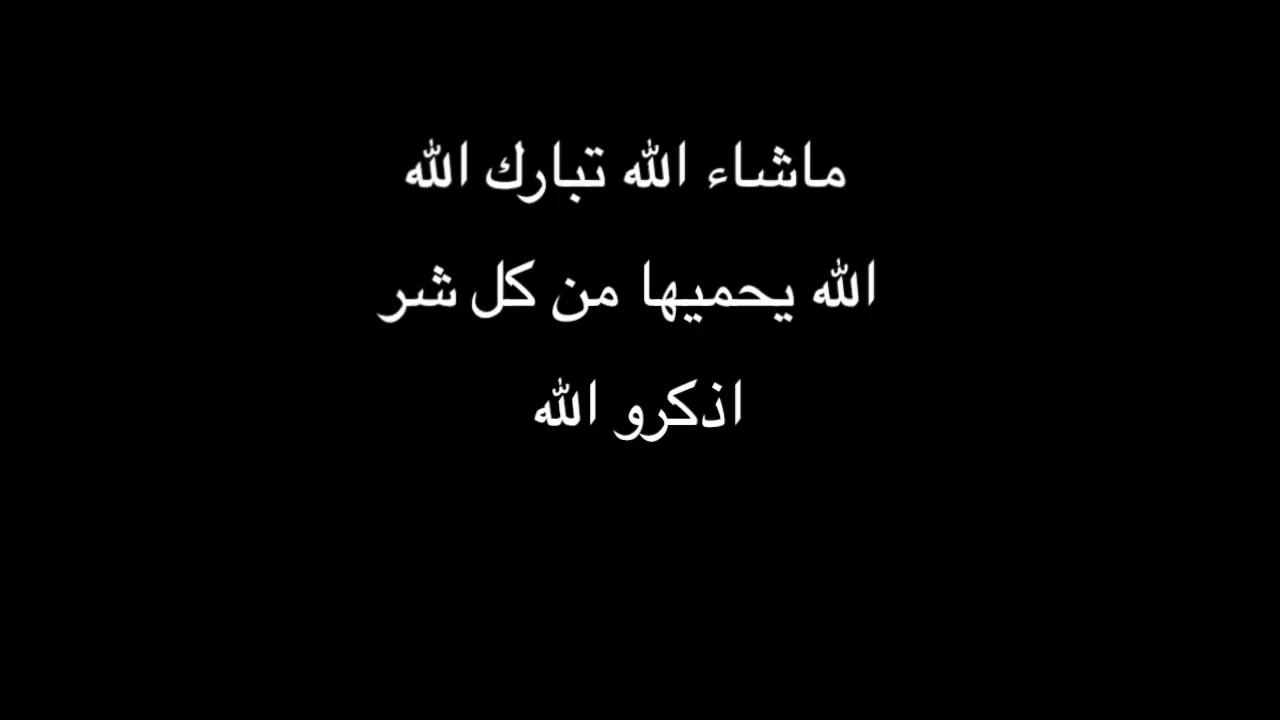 ماشاء الله تبارك الله
الله يحميها من كل شر
اذكرو الله